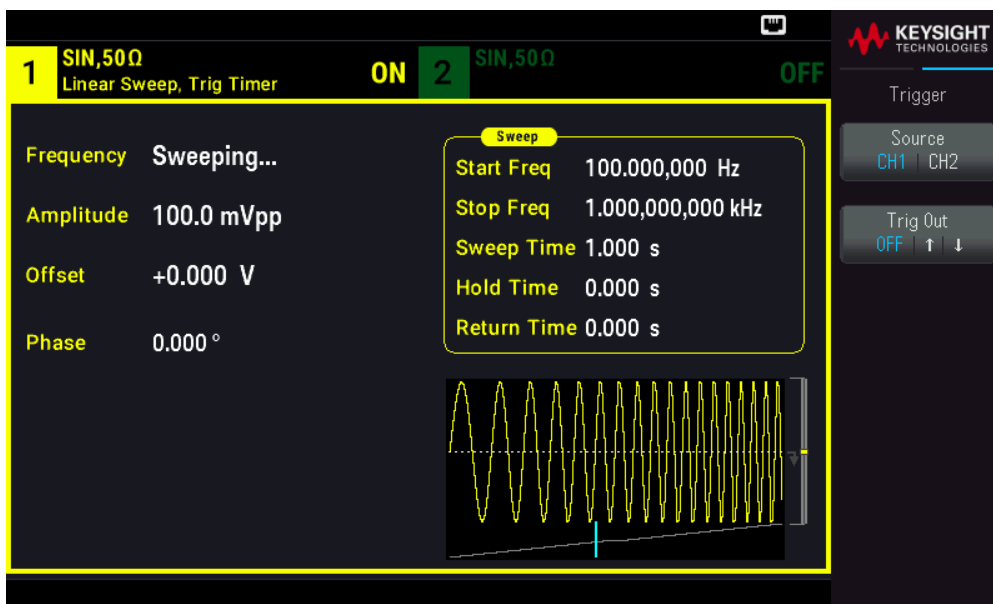 KEYSIGHT
TECHNOLOGIES
1
SIN,50Ω
Linear Sweep, Trig Timer
ON
2
SIN,50Ω
OFF
Trigger
Source
CH1 | CH2
Trig Out
OFF | ↑ | ↓
Frequency Sweeping...
Amplitude 100.0 mVpp
Offset +0.000 V
Phase 0.000 °
Sweep
Start Freq 100.000,000 Hz
Stop Freq 1.000,000,000 kHz
Sweep Time 1.000 s
Hold Time 0.000 s
Return Time 0.000 s